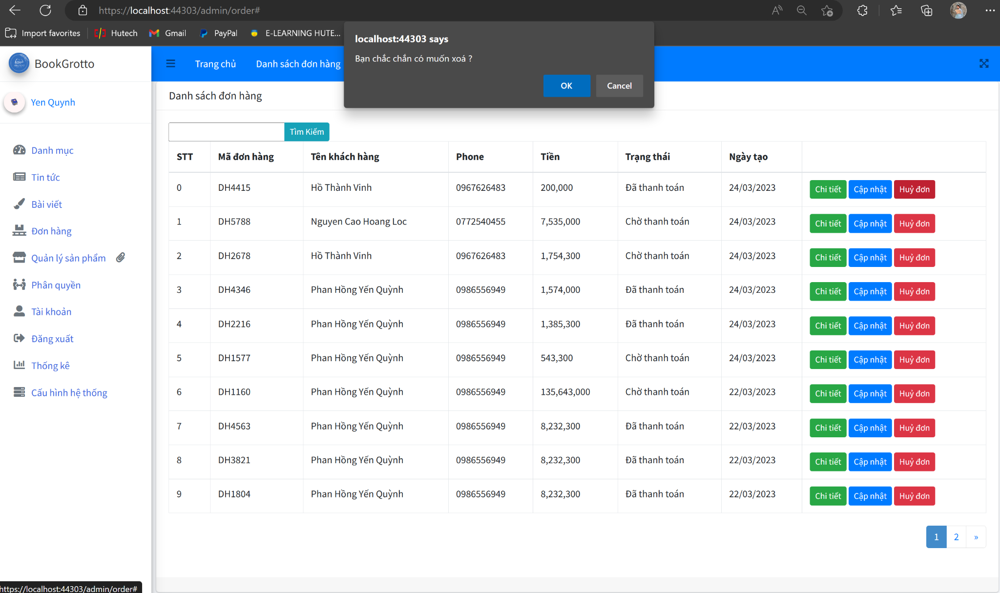 https://localhost:44303/admin/order#
Import favorites
Hutech
Gmail
PayPal
E-LEARNING HUTE...
localhost:44303 says
Bạn chắc chắn có muốn xoá ?
OK Cancel
BookGrotto
Trang chủ Danh sách đơn hàng
Yen Quynh
Danh mục
Tin tức
Bài viết
Đơn hàng
Quản lý sản phẩm
Phân quyền
Tài khoản
Đăng xuất
Thống kê
Cấu hình hệ thống
Danh sách đơn hàng
Tìm Kiếm
STT Mã đơn hàng Tên khách hàng Phone Tiền Trạng thái Ngày tạo
0 DH4415 Hồ Thành Vinh 0967626483 200,000 Đã thanh toán 24/03/2023 Chi tiết Cập nhật Huỷ đơn
1 DH5788 Nguyen Cao Hoang Loc 0772540455 7,535,000 Chờ thanh toán 24/03/2023 Chi tiết Cập nhật Huỷ đơn
2 DH2678 Hồ Thành Vinh 0967626483 1,754,300 Chờ thanh toán 24/03/2023 Chi tiết Cập nhật Huỷ đơn
3 DH4346 Phan Hồng Yến Quỳnh 0986556949 1,574,000 Đã thanh toán 24/03/2023 Chi tiết Cập nhật Huỷ đơn
4 DH2216 Phan Hồng Yến Quỳnh 0986556949 1,385,300 Đã thanh toán 24/03/2023 Chi tiết Cập nhật Huỷ đơn
5 DH1577 Phan Hồng Yến Quỳnh 0986556949 543,300 Chờ thanh toán 24/03/2023 Chi tiết Cập nhật Huỷ đơn
6 DH1160 Phan Hồng Yến Quỳnh 0986556949 135,643,000 Chờ thanh toán 22/03/2023 Chi tiết Cập nhật Huỷ đơn
7 DH4563 Phan Hồng Yến Quỳnh 0986556949 8,232,300 Đã thanh toán 22/03/2023 Chi tiết Cập nhật Huỷ đơn
8 DH3821 Phan Hồng Yến Quỳnh 0986556949 8,232,300 Đã thanh toán 22/03/2023 Chi tiết Cập nhật Huỷ đơn
9 DH1804 Phan Hồng Yến Quỳnh 0986556949 8,232,300 Đã thanh toán 22/03/2023 Chi tiết Cập nhật Huỷ đơn
1 2 »
https://localhost:44303/admin/order#